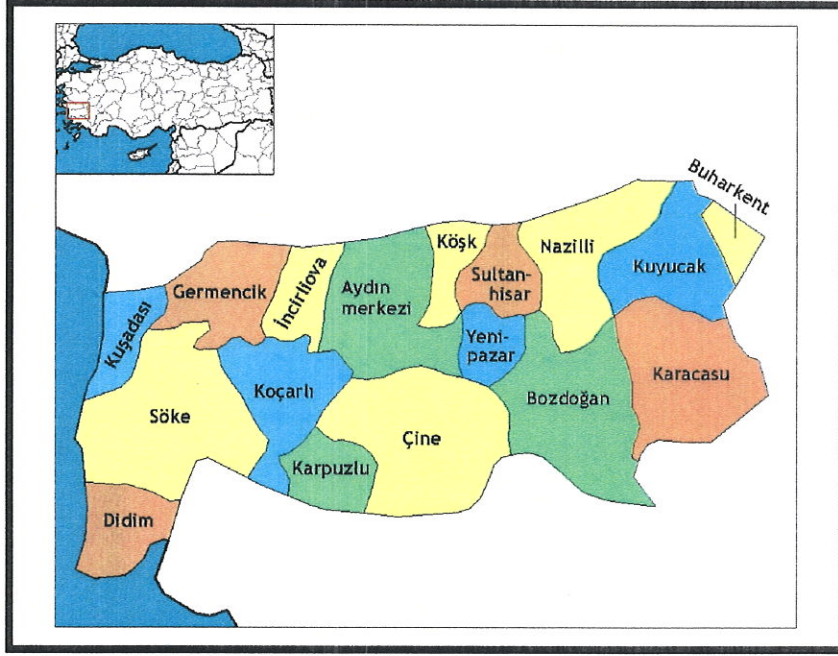 Buharkent
Köşk
Nazilli
Kuyucak
Sultan-
hisar
Germencik
İncirliova
Aydın
merkezi
Kuşadası
Yeni-
pazar
Karacasu
Koçarlı
Bozdoğan
Söke
Çine
Karpuzlu
Didim